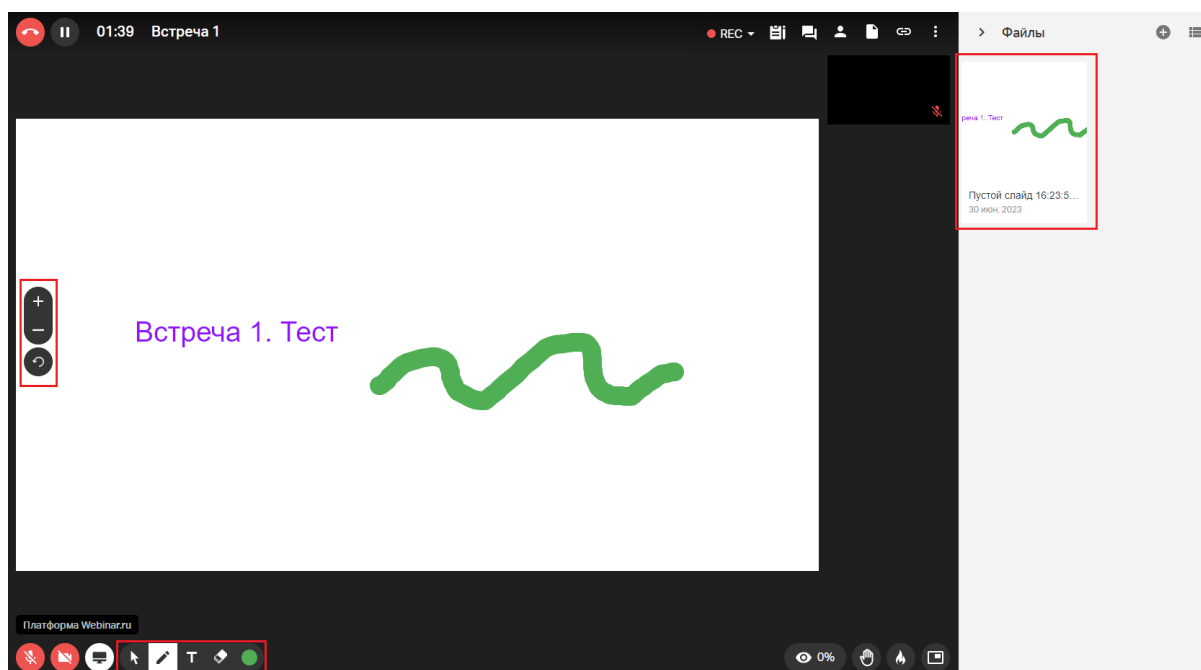 01:39 Встреча 1
REC
Файлы
реча 1. Тест
Пустой слайд 16:23:5...
30 июн. 2023
Встреча 1. Тест
Платформа Webinar.ru
T
0%